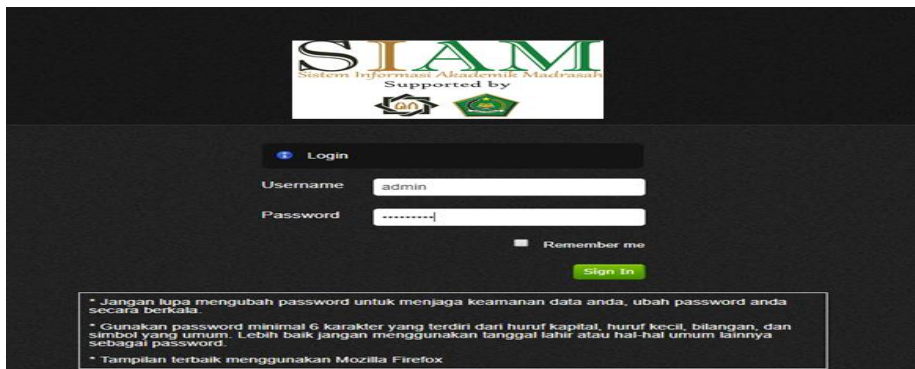 SIAM
Sistem Informasi Akademik Madrasah
Supported by
Login
Username
admin
Password
Remember me
Sign In
* Jangan lupa mengubah password untuk menjaga keamanan data anda, ubah password anda
secara berkala.
* Gunakan password minimal 6 karakter yang terdiri dari huruf kapital, huruf kecil, bilangan, dan
simbol yang umum. Lebih baik jangan menggunakan tanggal lahir atau hal-hal umum lainnya
sebagai password.
* Tampilan terbaik menggunakan Mozilla Firefox